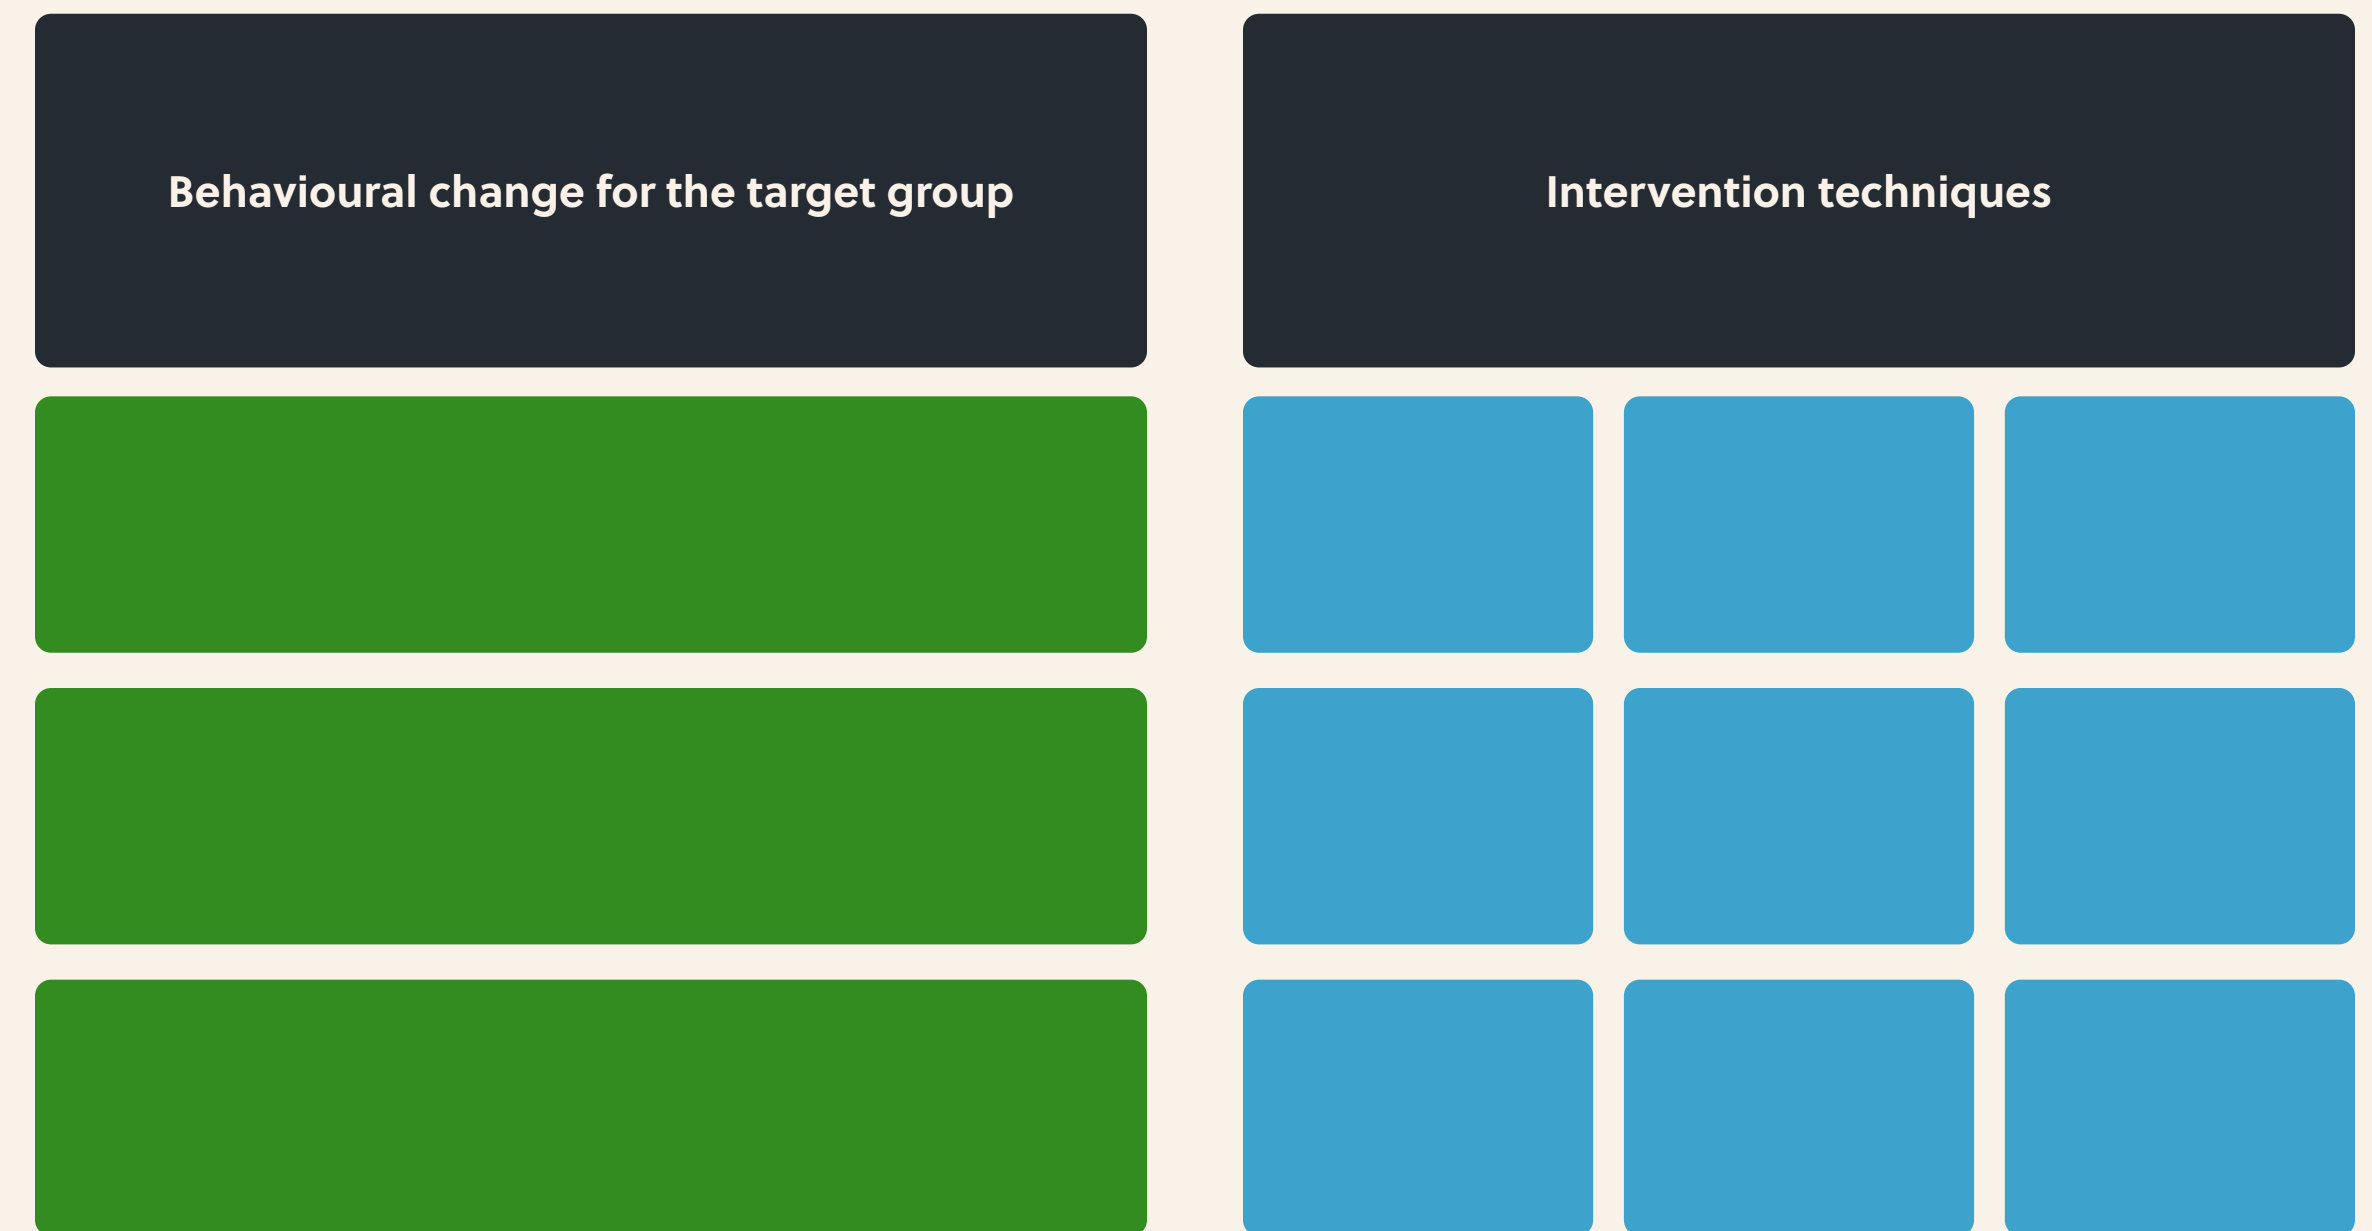 Behavioural change for the target group
Intervention techniques